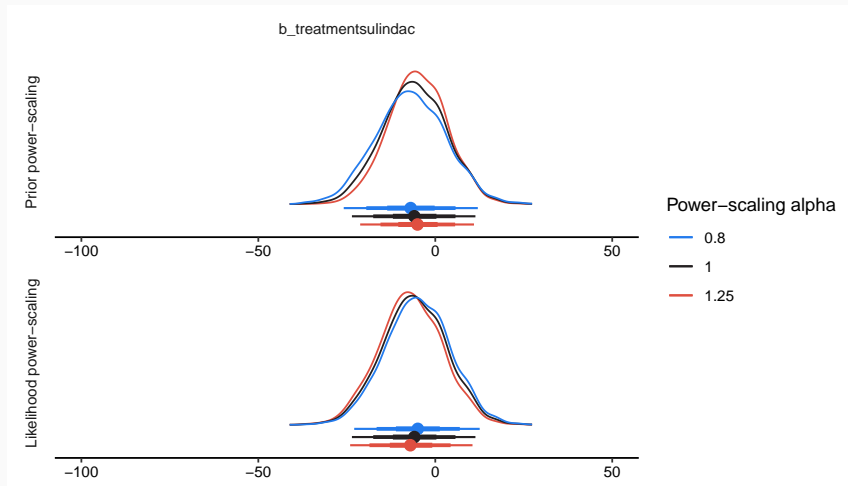 b_treatmentsulindac
Prior power−scaling
−100 −50 0 50
Likelihood power−scaling
−100 −50 0 50
Power−scaling alpha
0.8
1
1.25